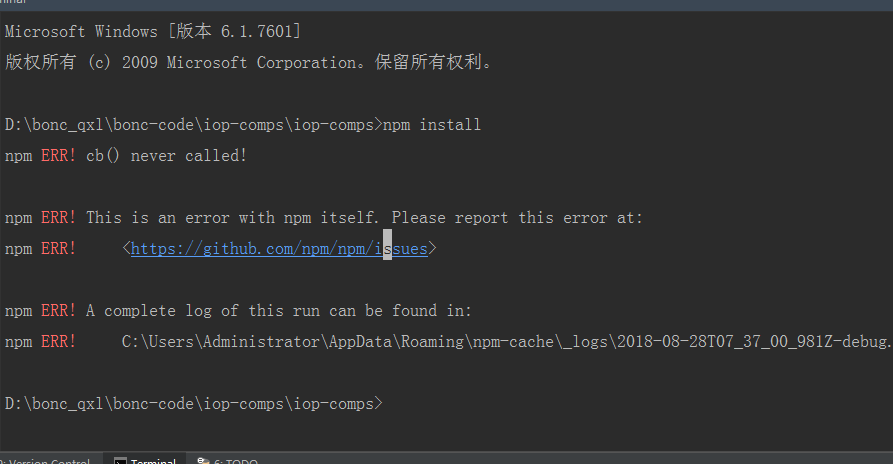 Microsoft Windows [版本 6.1.7601]
版权所有 (c) 2009 Microsoft Corporation。保留所有权利。
D:\bonc_qxl\bonc-code\iop-comps\iop-comps>npm install
npm ERR! cb() never called!
npm ERR! This is an error with npm itself. Please report this error at:
npm ERR!     <https://github.com/npm/npm/issues>
npm ERR! A complete log of this run can be found in:
npm ERR!     C:\Users\Administrator\AppData\Roaming\npm-cache\_logs\2018-08-28T07_37_00_981Z-debug.
D:\bonc_qxl\bonc-code\iop-comps\iop-comps>
Version Control Terminal 6: TODO